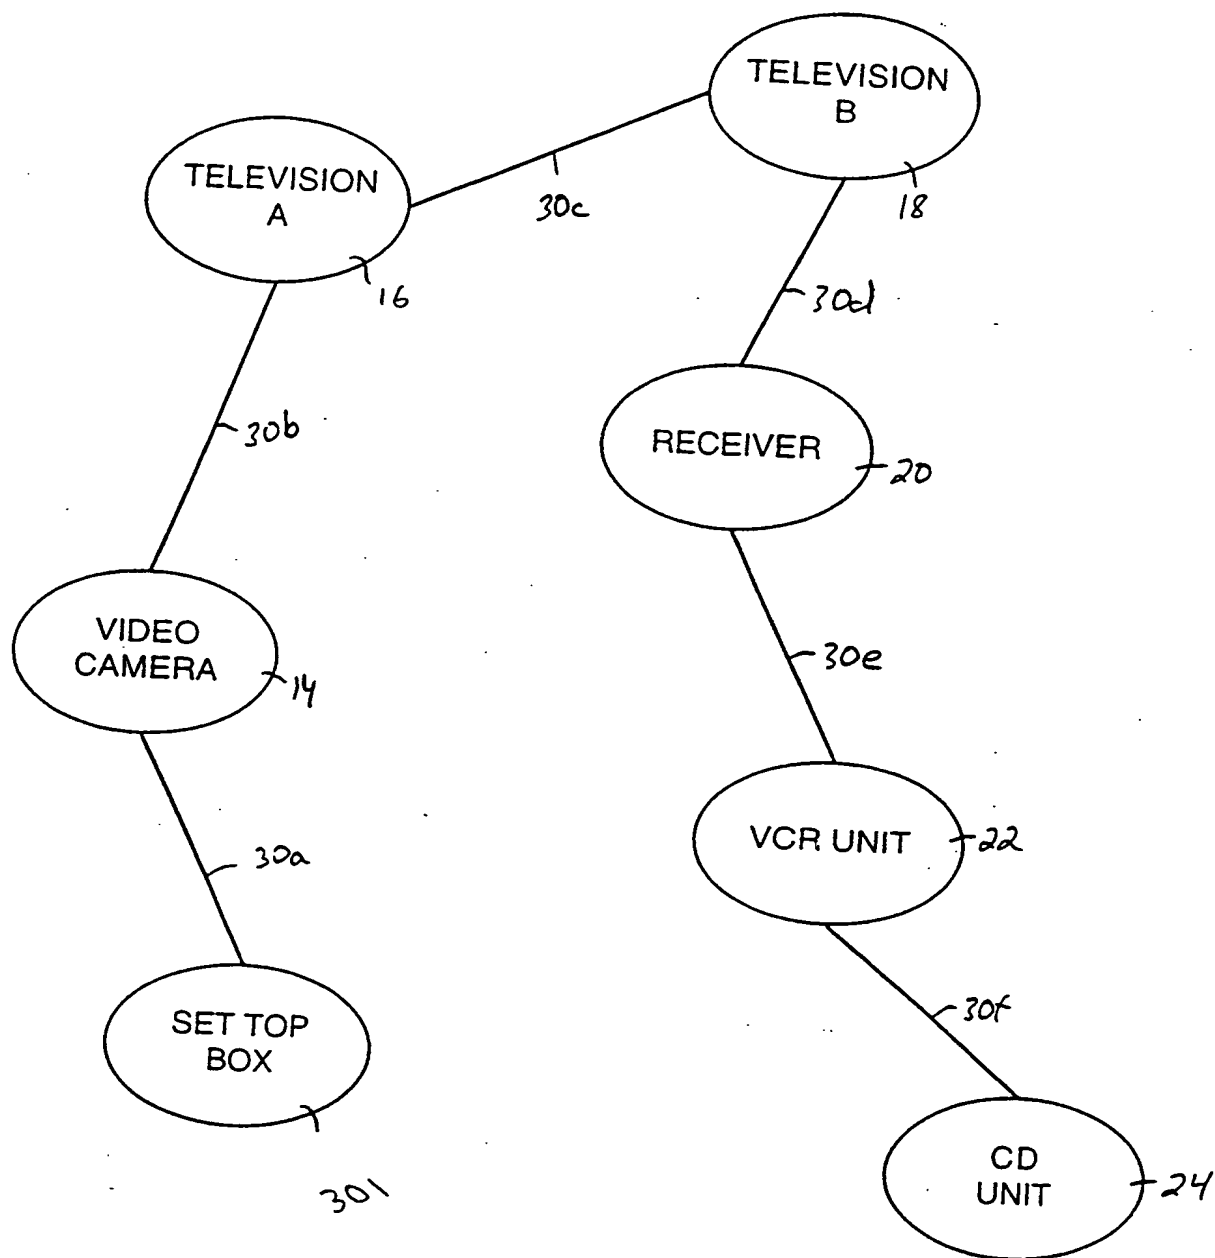 TELEVISION
B
18
TELEVISION
A
16
30c
30d
30b
RECEIVER
20
VIDEO
CAMERA
14
30e
VCR UNIT
22
30a
SET TOP
BOX
301
30f
CD
UNIT
24